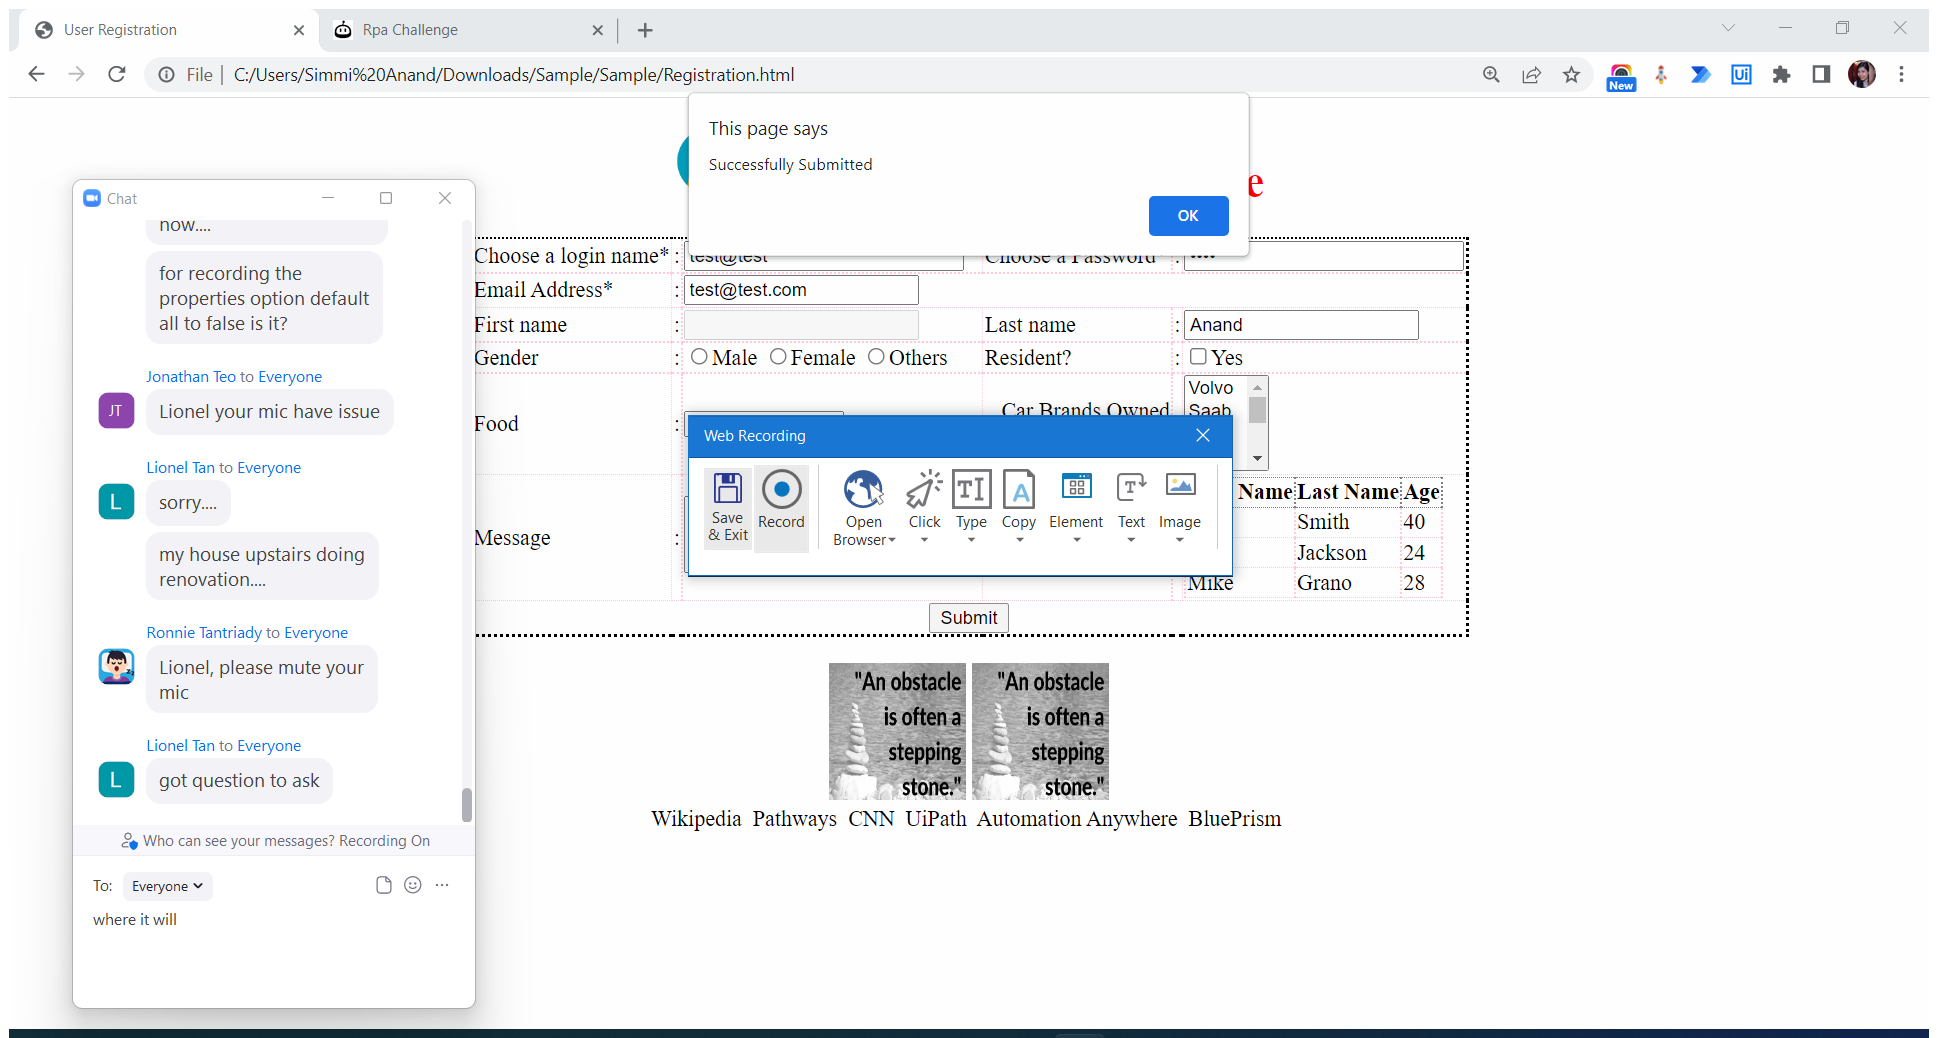 User Registration
Rpa Challenge
File
C:/Users/Simmi%20Anand/Downloads/Sample/Sample/Registration.html
New
Ui
This page says
Successfully Submitted
OK
e
Chat
now....
for recording the
properties option default
all to false is it?
Jonathan Teo to Everyone
JT
Lionel your mic have issue
Lionel Tan to Everyone
L
sorry....
my house upstairs doing
renovation....
Ronnie Tantriady to Everyone
Lionel, please mute your
mic
Lionel Tan to Everyone
L
got question to ask
Who can see your messages? Recording On
To:
Everyone
where it will
Choose a login name* : test@test Choose a Password* : ••••
Email Address* : test@test.com
First name : Last name : Anand
Gender : Male Female Others Resident? : Yes
Food : Car Brands Owned
Volvo
Saab
Web Recording
Save
& Exit
Record
Open
Browser
Click
Type
Copy
Element
Text
Image
Message :
Name Last Name Age
Smith 40
Jackson 24
Mike Grano 28
Submit
"An obstacle
is often a
stepping
stone."
"An obstacle
is often a
stepping
stone."
Wikipedia Pathways CNN UiPath Automation Anywhere BluePrism